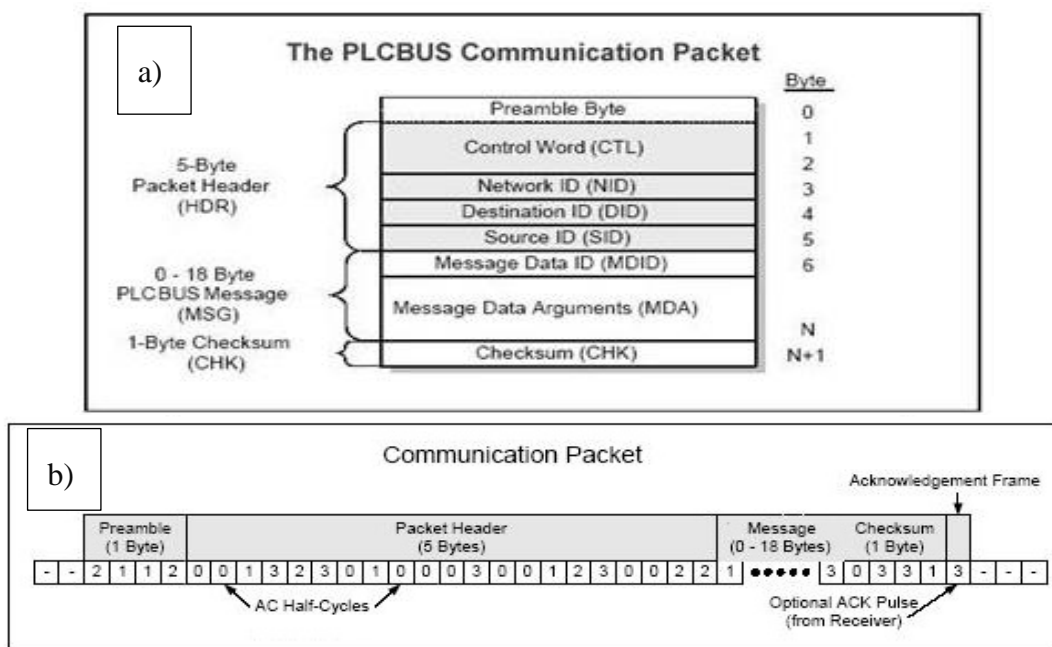 a)
The PLCBUS Communication Packet
Byte
Preamble Byte
0
Control Word (CTL)
1
2
5-Byte
Packet Header
(HDR)
Network ID (NID)
3
Destination ID (DID)
4
Source ID (SID)
5
Message Data ID (MDID)
6
0 - 18 Byte
PLCBUS Message
(MSG)
Message Data Arguments (MDA)
N
1-Byte Checksum
(CHK)
Checksum (CHK)
N+1
b)
Communication Packet
Acknowledgement Frame
Preamble
(1 Byte)
Packet Header
(5 Bytes)
Message
(0 - 18 Bytes)
Checksum
(1 Byte)
- - 2 1 1 2 0 0 1 3 2 3 0 1 0 0 0 3 0 0 1 2 3 0 0 2 2 1 ●●●●● 3 0 3 3 1 3 - - -
AC Half-Cycles
Optional ACK Pulse
(from Receiver)